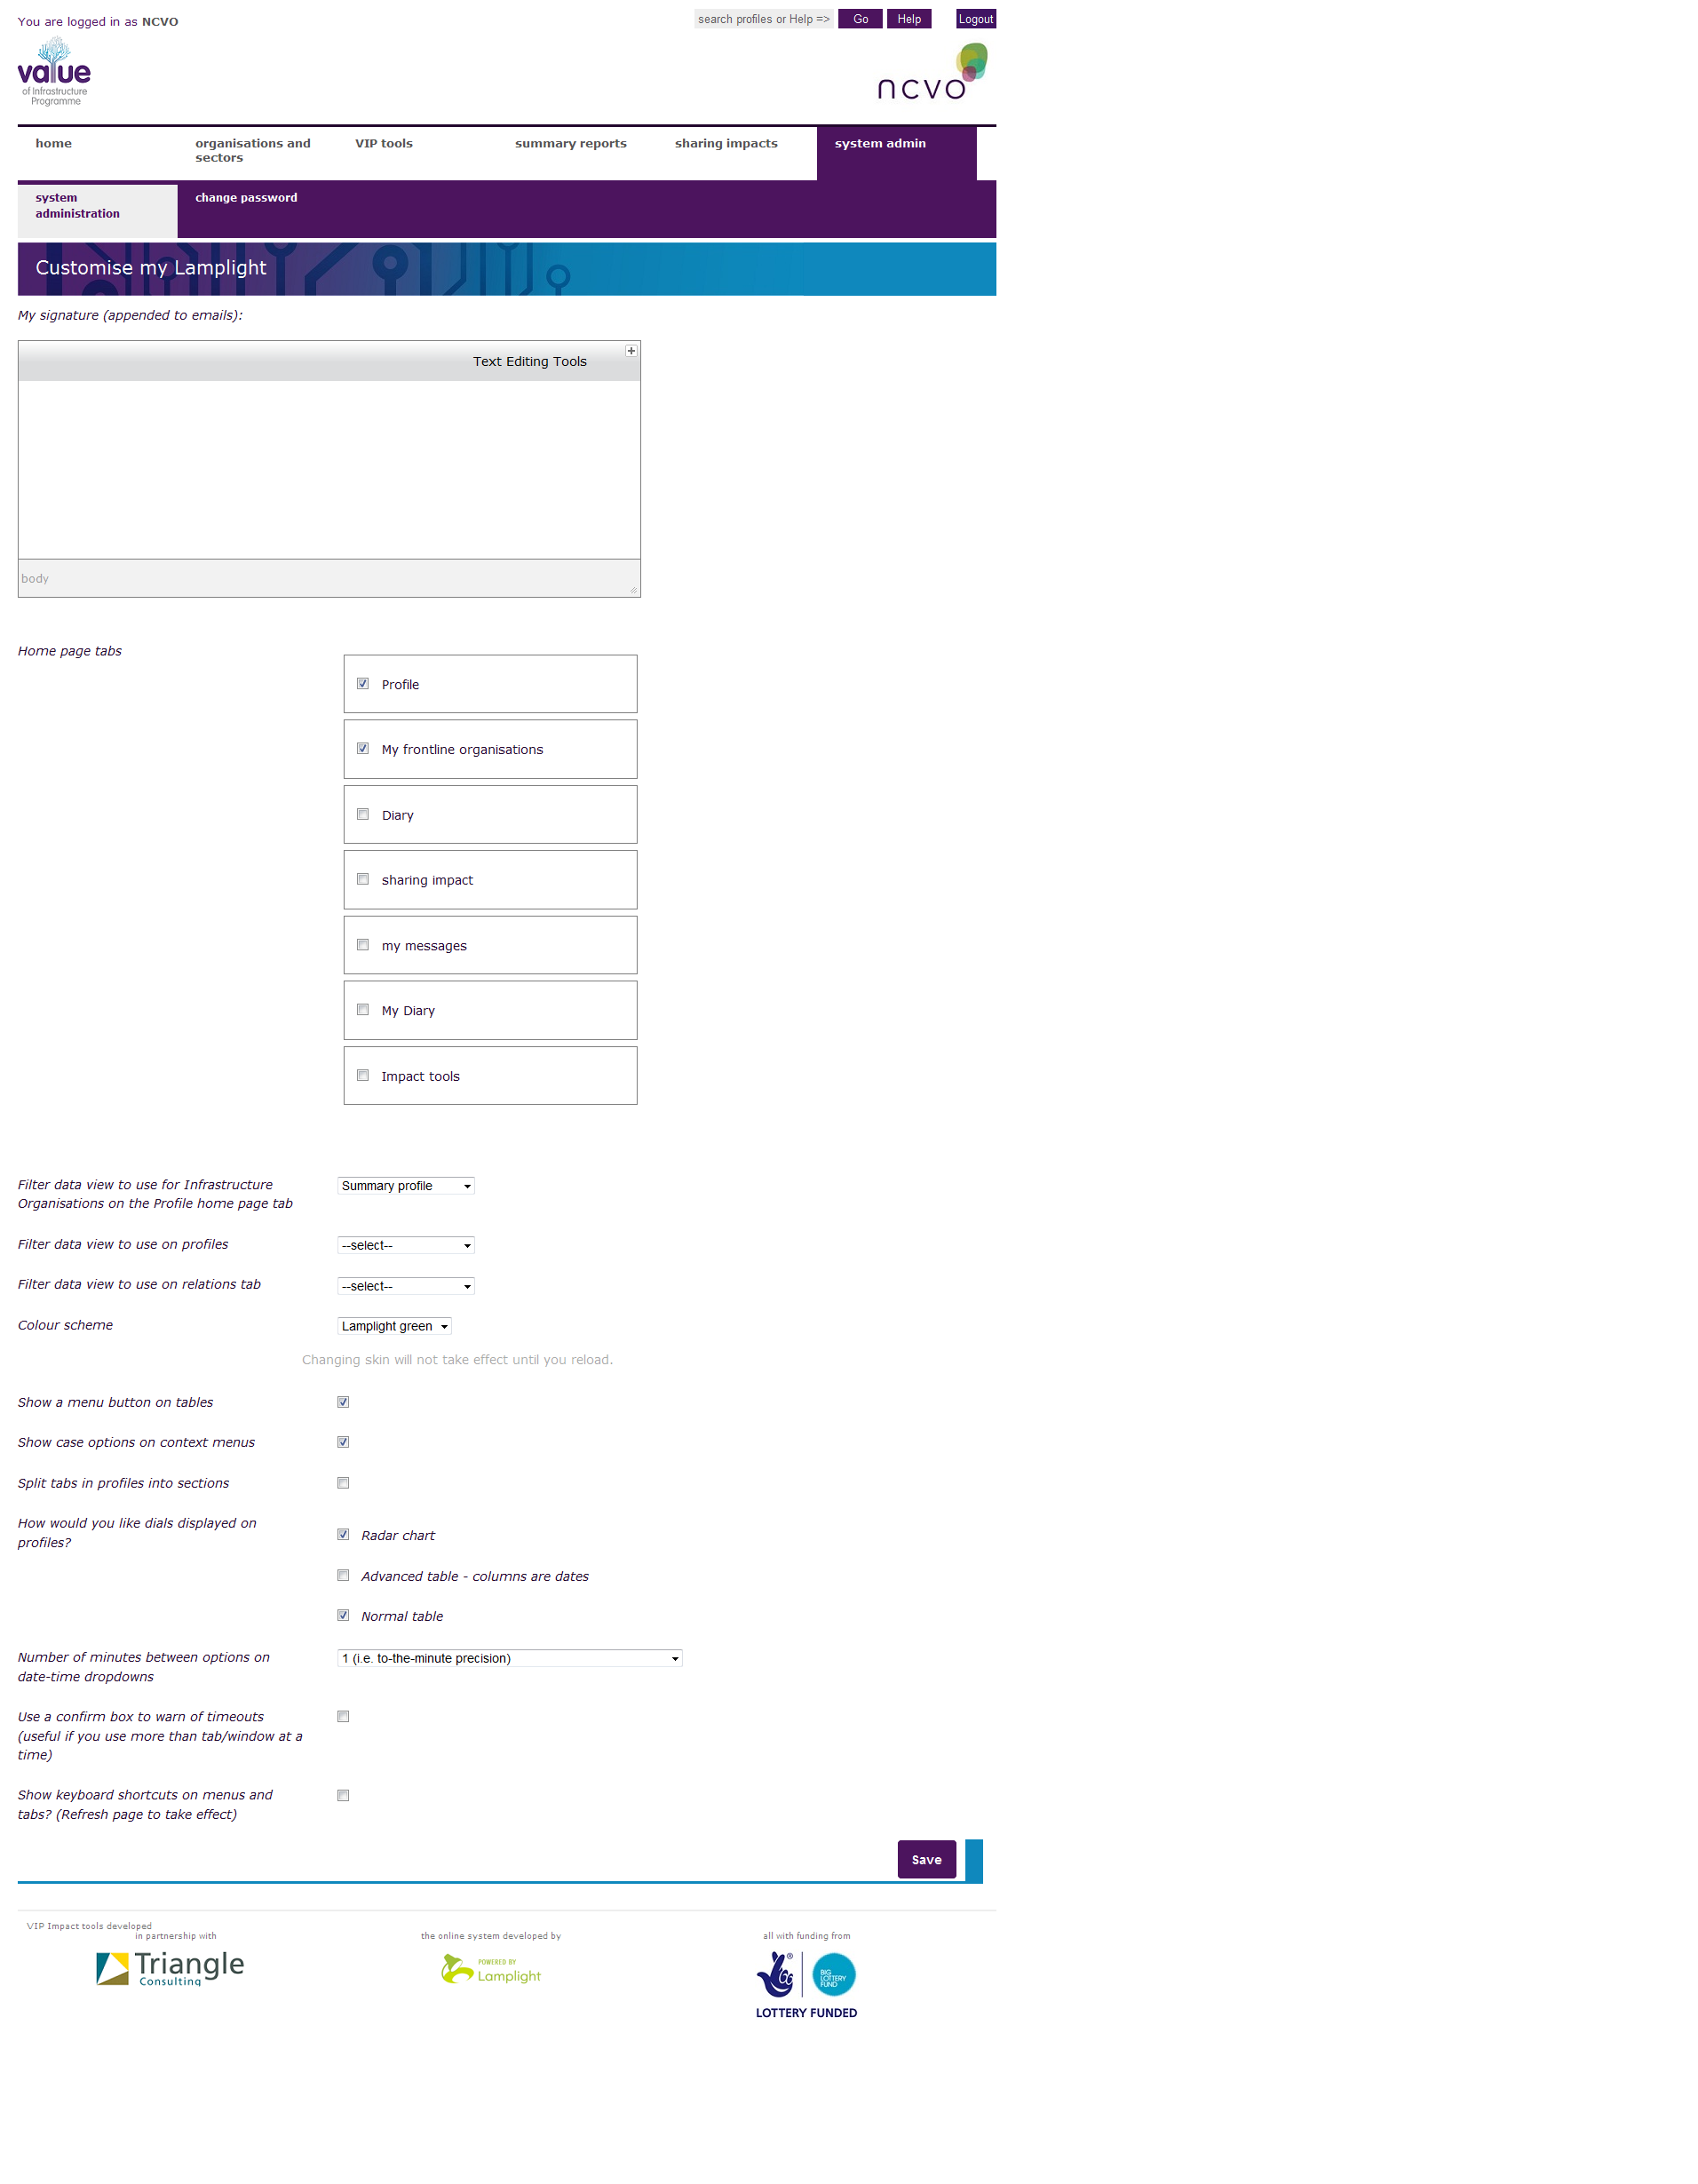 You are logged in as NCVO
search profiles or Help =>
Go
Help
Logout
value
of Infrastructure
Programme
ncvo
home
organisations and
sectors
VIP tools
summary reports
sharing impacts
system admin
system
administration
change password
Customise my Lamplight
My signature (appended to emails):
Text Editing Tools
body
Home page tabs
Profile
My frontline organisations
Diary
sharing impact
my messages
My Diary
Impact tools
Filter data view to use for Infrastructure
Organisations on the Profile home page tab
Summary profile
Filter data view to use on profiles
--select--
Filter data view to use on relations tab
--select--
Colour scheme
Lamplight green
Changing skin will not take effect until you reload.
Show a menu button on tables
Show case options on context menus
Split tabs in profiles into sections
How would you like dials displayed on
profiles?
Radar chart
Advanced table - columns are dates
Normal table
Number of minutes between options on
date-time dropdowns
1 (i.e. to-the-minute precision)
Use a confirm box to warn of timeouts
(useful if you use more than tab/window at a
time)
Show keyboard shortcuts on menus and
tabs? (Refresh page to take effect)
Save
VIP Impact tools developed
in partnership with
Triangle
Consulting
the online system developed by
POWERED BY
Lamplight
all with funding from
®
BIG
LOTTERY
FUND
LOTTERY FUNDED